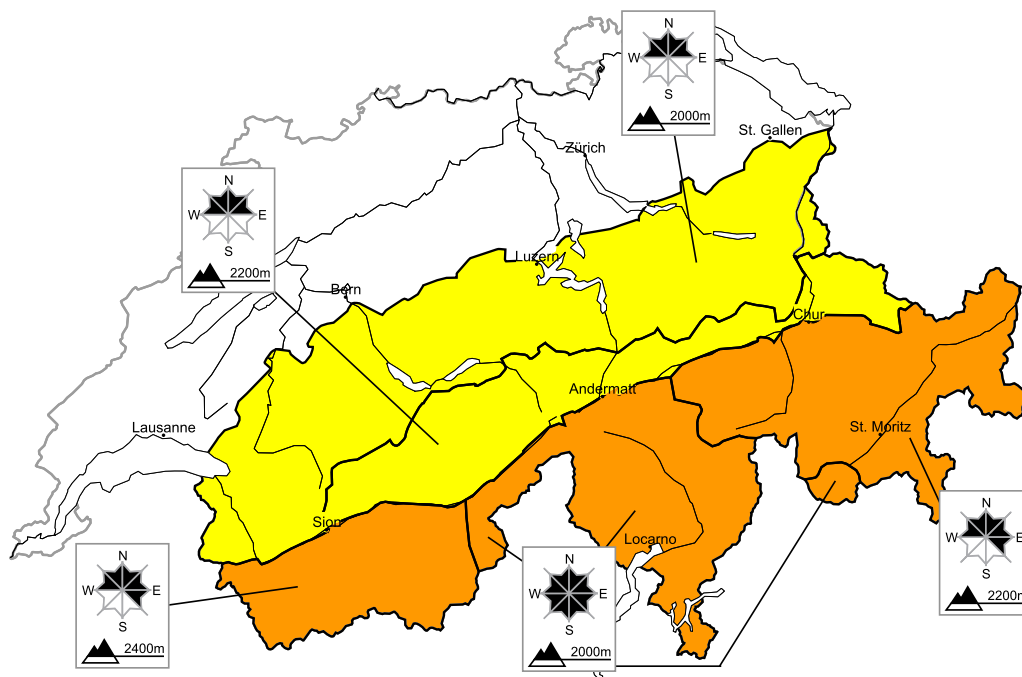 N
W E
S
2000m
St. Gallen
Zürich
N
W E
S
2200m
Luzern
Bern
Chur
Andermatt
Lausanne
St. Moritz
N
W E
S
2200m
Sion
Locarno
N
W E
S
2400m
N
W E
S
2000m